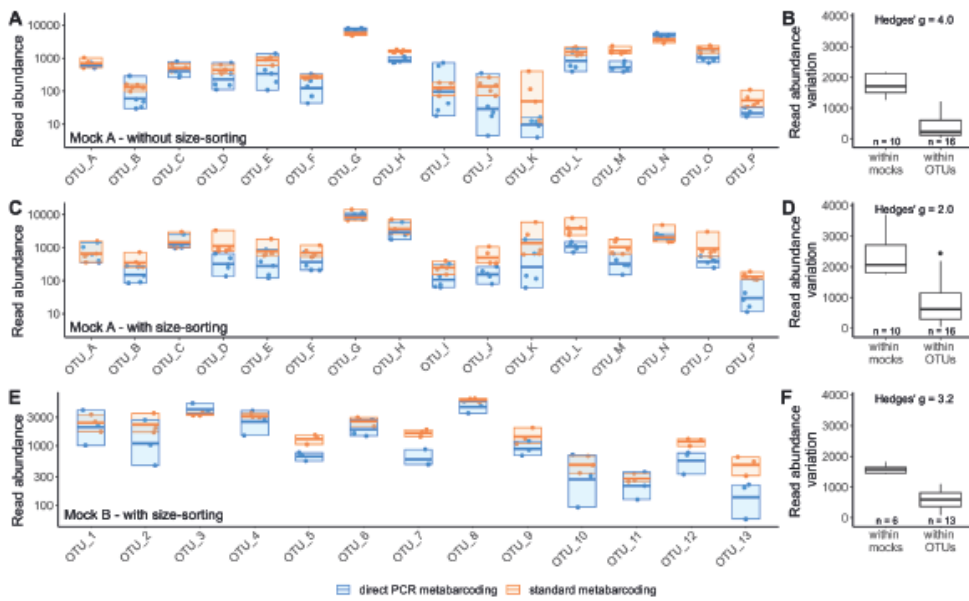 A
Read abundance
10000
1000
100
10
Mock A - without size-sorting
OTU_A
OTU_B
OTU_C
OTU_D
OTU_E
OTU_F
OTU_G
OTU_H
OTU_I
OTU_J
OTU_K
OTU_L
OTU_M
OTU_N
OTU_O
OTU_P
B
Read abundance
variation
4000
3000
2000
1000
0
Hedges' g = 4.0
n = 10
n = 16
within
mocks
within
OTUs
C
Read abundance
10000
1000
100
10
Mock A - with size-sorting
OTU_A
OTU_B
OTU_C
OTU_D
OTU_E
OTU_F
OTU_G
OTU_H
OTU_I
OTU_J
OTU_K
OTU_L
OTU_M
OTU_N
OTU_O
OTU_P
D
Read abundance
variation
4000
3000
2000
1000
0
Hedges' g = 2.0
n = 10
n = 16
within
mocks
within
OTUs
E
Read abundance
3000
1000
300
100
Mock B - with size-sorting
OTU_1
OTU_2
OTU_3
OTU_4
OTU_5
OTU_6
OTU_7
OTU_8
OTU_9
OTU_10
OTU_11
OTU_12
OTU_13
F
Read abundance
variation
4000
3000
2000
1000
0
Hedges' g = 3.2
n = 6
n = 13
within
mocks
within
OTUs
direct PCR metabarcoding
standard metabarcoding